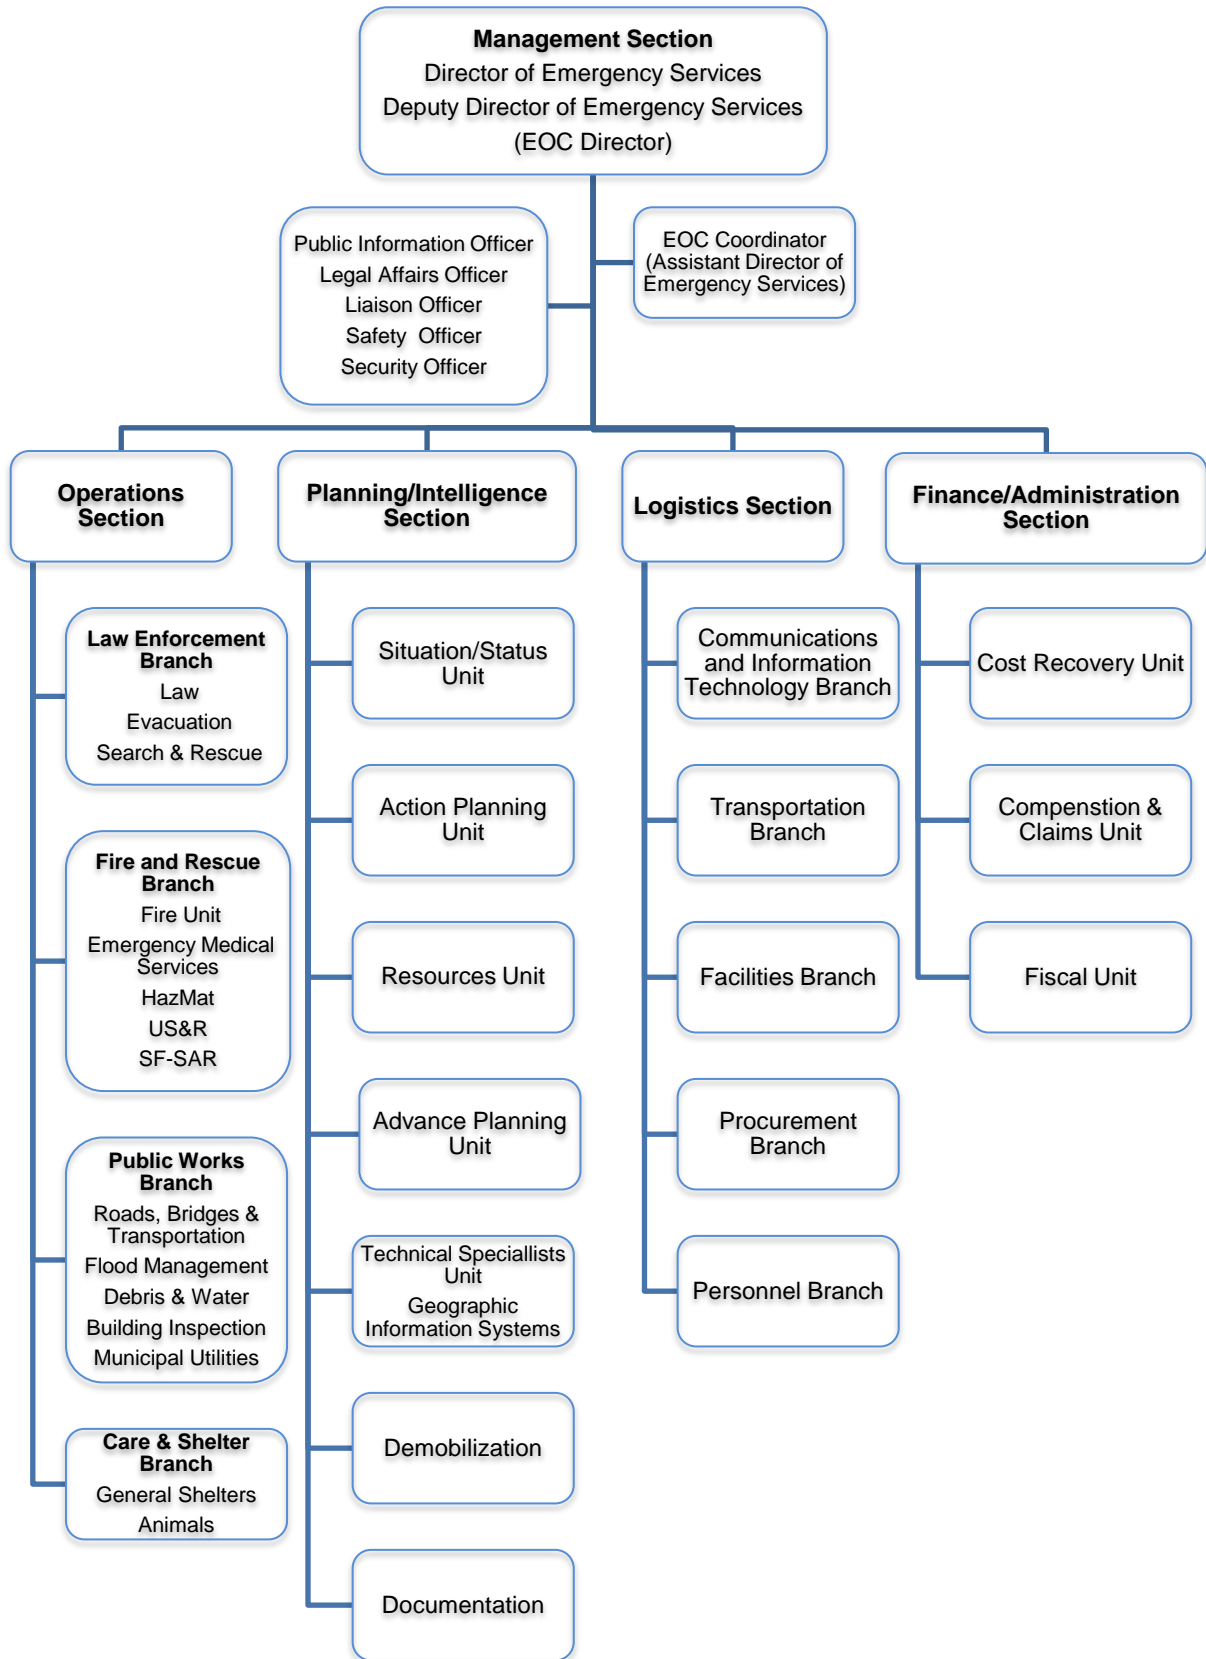 Management Section
Director of Emergency Services
Deputy Director of Emergency Services
(EOC Director)
Public Information Officer
Legal Affairs Officer
Liaison Officer
Safety Officer
Security Officer
EOC Coordinator
(Assistant Director of
Emergency Services)
Operations
Section
Planning/Intelligence
Section
Logistics Section
Finance/Administration
Section
Law Enforcement
Branch
Law
Evacuation
Search & Rescue
Fire and Rescue
Branch
Fire Unit
Emergency Medical
Services
HazMat
US&R
SF-SAR
Public Works
Branch
Roads, Bridges &
Transportation
Flood Management
Debris & Water
Building Inspection
Municipal Utilities
Care & Shelter
Branch
General Shelters
Animals
Situation/Status
Unit
Action Planning
Unit
Resources Unit
Advance Planning
Unit
Technical Speciallists
Unit
Geographic
Information Systems
Demobilization
Documentation
Communications
and Information
Technology Branch
Transportation
Branch
Facilities Branch
Procurement
Branch
Personnel Branch
Cost Recovery Unit
Compenstion &
Claims Unit
Fiscal Unit